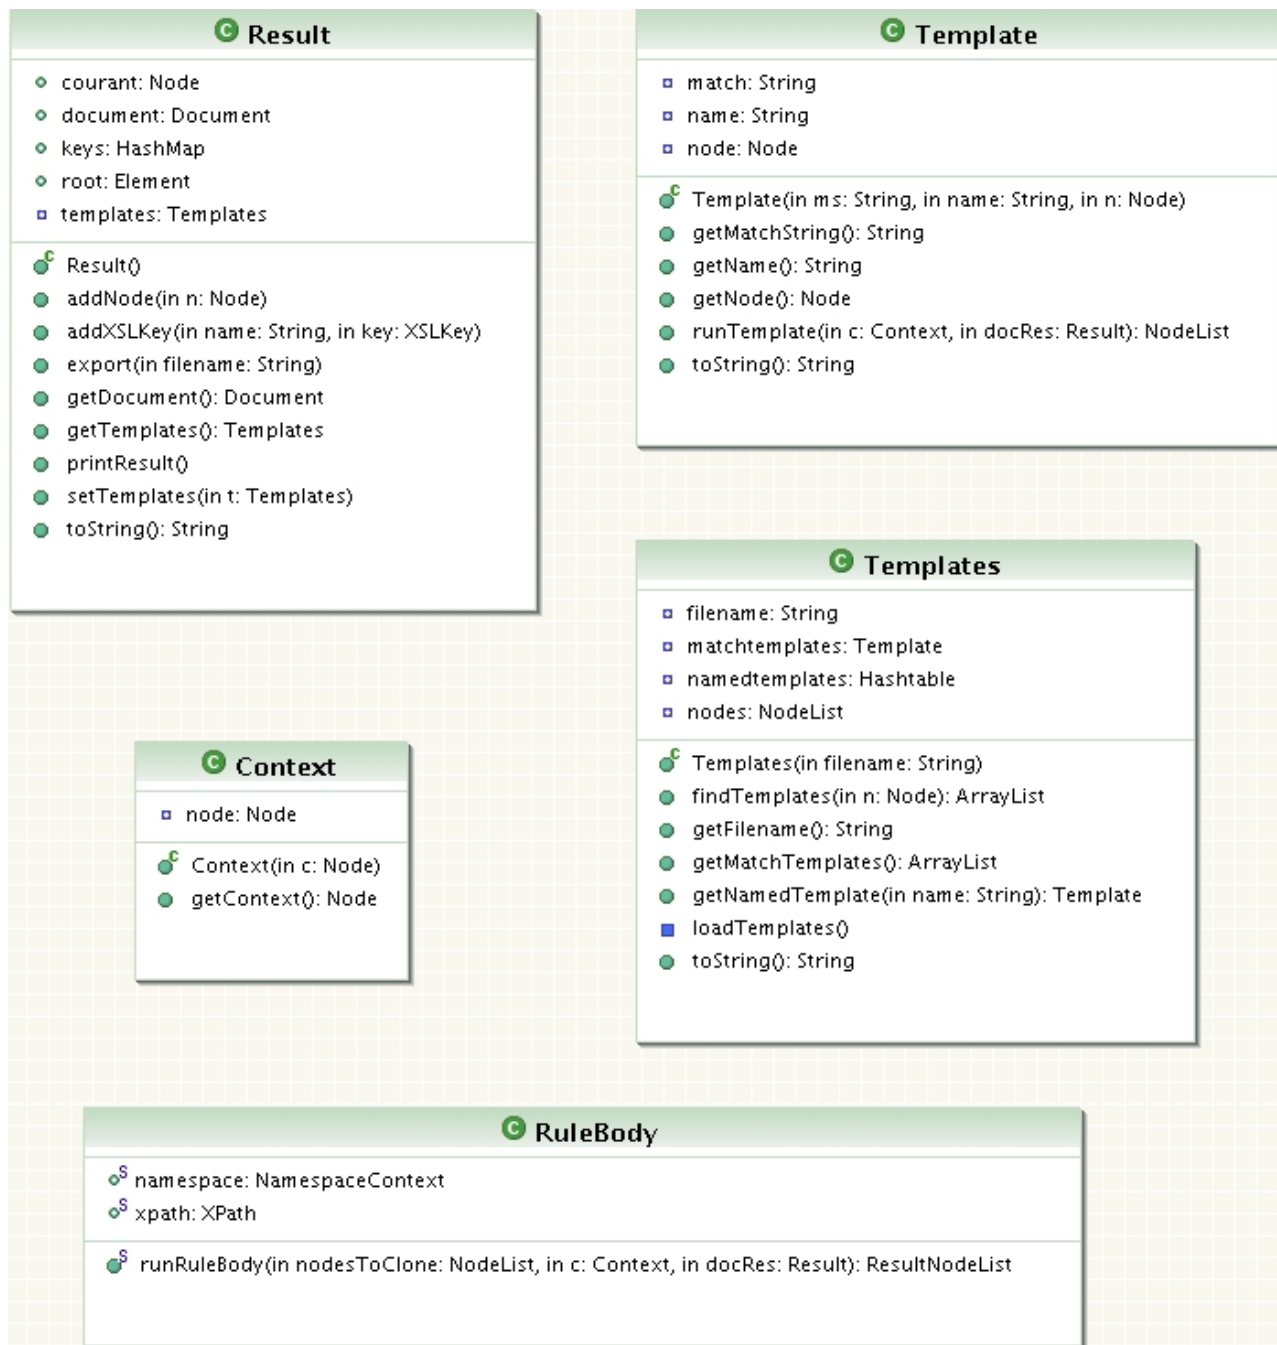 Result
courant: Node
document: Document
keys: HashMap
root: Element
templates: Templates
Result()
addNode(in n: Node)
addXSLKey(in name: String, in key: XSLKey)
export(in filename: String)
getDocument(): Document
getTemplates(): Templates
printResult()
setTemplates(in t: Templates)
toString(): String
Template
match: String
name: String
node: Node
Template(in ms: String, in name: String, in n: Node)
getMatchString(): String
getName(): String
getNode(): Node
runTemplate(in c: Context, in docRes: Result): NodeList
toString(): String
Templates
filename: String
matchtemplates: Template
namedtemplates: Hashtable
nodes: NodeList
Templates(in filename: String)
findTemplates(in n: Node): ArrayList
getFilename(): String
getMatchTemplates(): ArrayList
getNamedTemplate(in name: String): Template
loadTemplates()
toString(): String
Context
node: Node
Context(in c: Node)
getContext(): Node
RuleBody
namespace: NamespaceContext
xpath: XPath
runRuleBody(in nodesToClone: NodeList, in c: Context, in docRes: Result): ResultNodeList